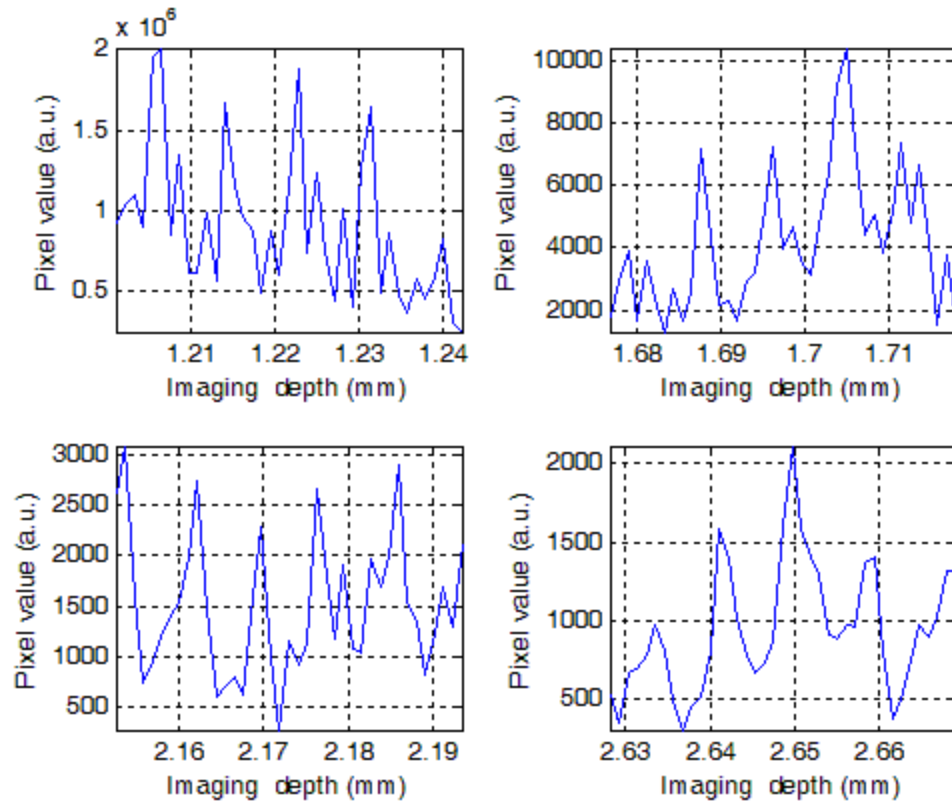 x 10^6
2
1.5
1
0.5
Pixel value (a.u.)
1.21 1.22 1.23 1.24
Imaging depth (mm)
10000
8000
6000
4000
2000
Pixel value (a.u.)
1.68 1.69 1.7 1.71
Imaging depth (mm)
3000
2500
2000
1500
1000
500
Pixel value (a.u.)
2.16 2.17 2.18 2.19
Imaging depth (mm)
2000
1500
1000
500
Pixel value (a.u.)
2.63 2.64 2.65 2.66
Imaging depth (mm)